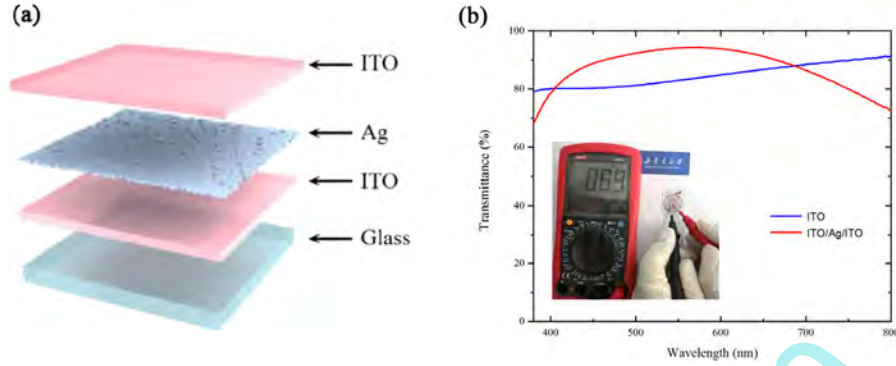 (a)
ITO
Ag
ITO
Glass
(b)
100
80
60
40
20
0
Transmittance (%)
069
ITO
ITO/Ag/ITO
400
500
600
700
800
Wavelength (nm)